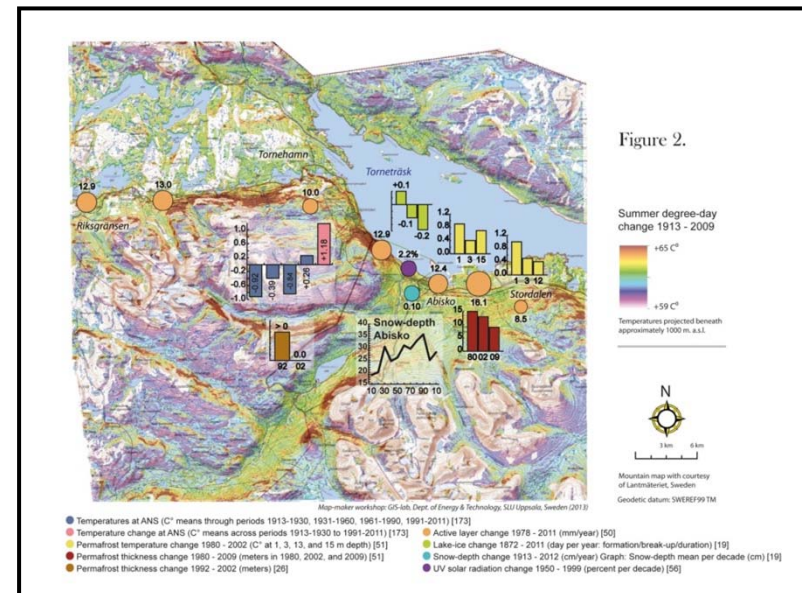 Figure 2.
Summer degree-day
change 1913 - 2009
+65 C°
+59 C°
Temperatures projected beneath
approximately 1000 m. a.s.l.
N
3 km 6 km
Mountain map with courtesy
of Lantmäteriet, Sweden
Geodetic datum: SWEREF99 TM
Tornehamn
Torneträsk
12.9
13.0
10.0
Riksgränsen
+0.1
-0.1
-0.2
12.9
2.2%
1.2
0.8
0.4
0.0
1 3 15
1.2
0.8
0.4
0.0
1 3 12
1.0
0.6
0.2
-0.2
-0.6
-1.0
-0.92
-0.39
-0.84
+0.26
+1.18
12.4
0.10
Abisko
16.1
Stordalen
8.5
> 0
0.0
92 02
Snow-depth
Abisko
40
35
30
25
20
15
10 30 50 70 90 10
15
10
5
0
80 02 09
Map-maker workshop: GIS-lab, Dept. of Energy & Technology, SLU Uppsala, Sweden (2013)
Temperatures at ANS (C° means through periods 1913-1930, 1931-1960, 1961-1990, 1991-2011) [173]
Temperature change at ANS (C° means across periods 1913-1930 to 1991-2011) [173]
Permafrost temperature change 1980 - 2002 (C° at 1, 3, 13, and 15 m depth) [51]
Permafrost thickness change 1980 - 2009 (meters in 1980, 2002, and 2009) [51]
Permafrost thickness change 1992 - 2002 (meters) [26]
Active layer change 1978 - 2011 (mm/year) [50]
Lake-ice change 1872 - 2011 (day per year: formation/break-up/duration) [19]
Snow-depth change 1913 - 2012 (cm/year) Graph: Snow-depth mean per decade (cm) [19]
UV solar radiation change 1950 - 1999 (percent per decade) [56]